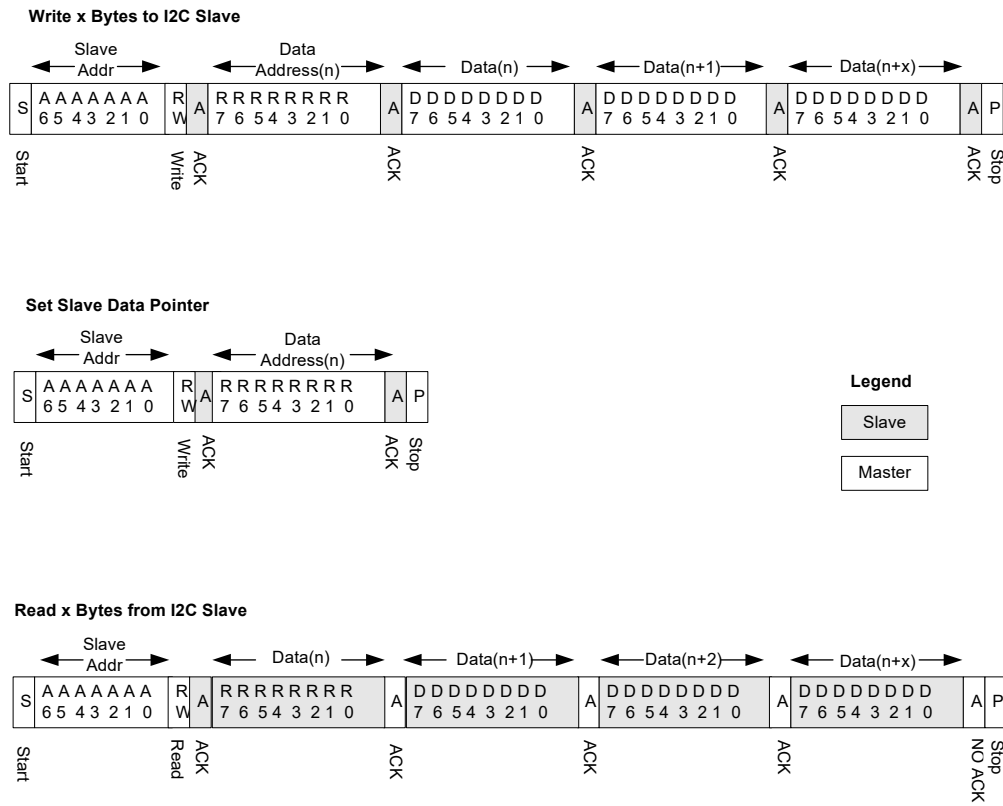 Write x Bytes to I2C Slave
Slave Data
Addr Address(n) Data(n) Data(n+1) Data(n+x)
S A A A A A A A R A R R R R R R R R A D D D D D D D D A D D D D D D D D A D D D D D D D D A P
6 5 4 3 2 1 0 W 7 6 5 4 3 2 1 0 7 6 5 4 3 2 1 0 7 6 5 4 3 2 1 0 7 6 5 4 3 2 1 0
Start Write ACK ACK ACK ACK ACK Stop
Set Slave Data Pointer
Slave Data
Addr Address(n)
S A A A A A A A R A R R R R R R R R A P
6 5 4 3 2 1 0 W 7 6 5 4 3 2 1 0
Start Write ACK ACK Stop
Legend
Slave
Master
Read x Bytes from I2C Slave
Slave
Addr Data(n) Data(n+1) Data(n+2) Data(n+x)
S A A A A A A A R A R R R R R R R R A D D D D D D D D A D D D D D D D D A D D D D D D D D A P
6 5 4 3 2 1 0 W 7 6 5 4 3 2 1 0 7 6 5 4 3 2 1 0 7 6 5 4 3 2 1 0 7 6 5 4 3 2 1 0
Start Read ACK ACK ACK ACK NO ACK Stop